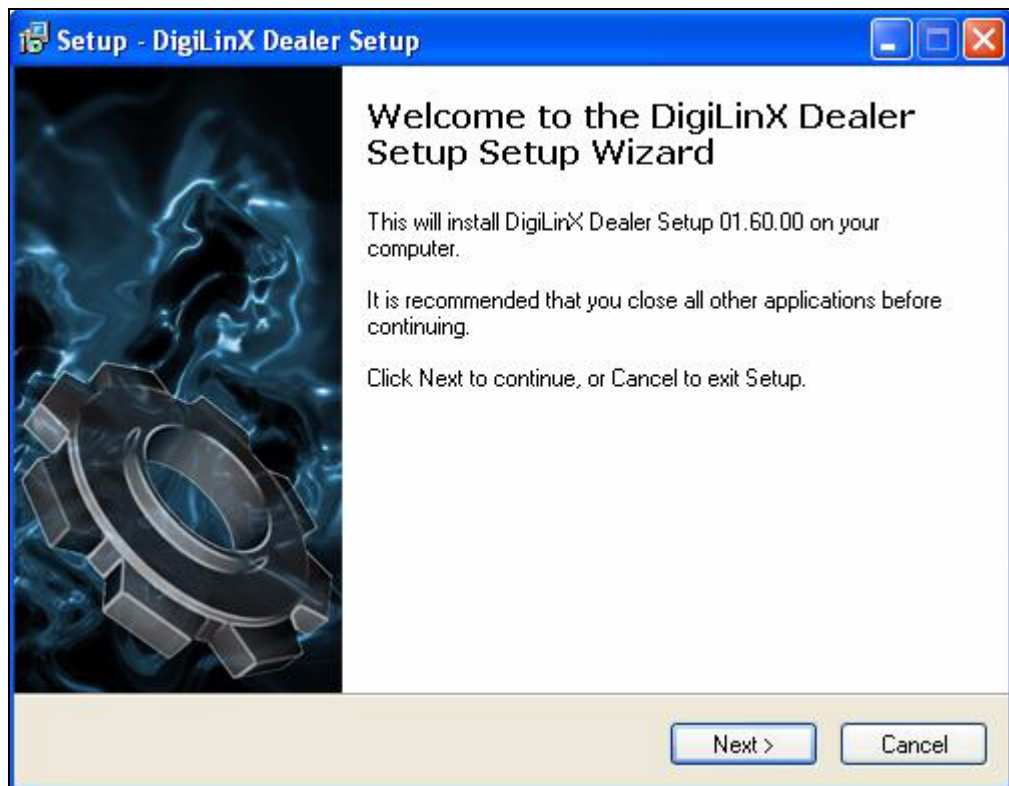 Setup - DigiLinX Dealer Setup
Welcome to the DigiLinX Dealer
Setup Setup Wizard
This will install DigiLinX Dealer Setup 01.60.00 on your
computer.
It is recommended that you close all other applications before
continuing.
Click Next to continue, or Cancel to exit Setup.
Next >
Cancel